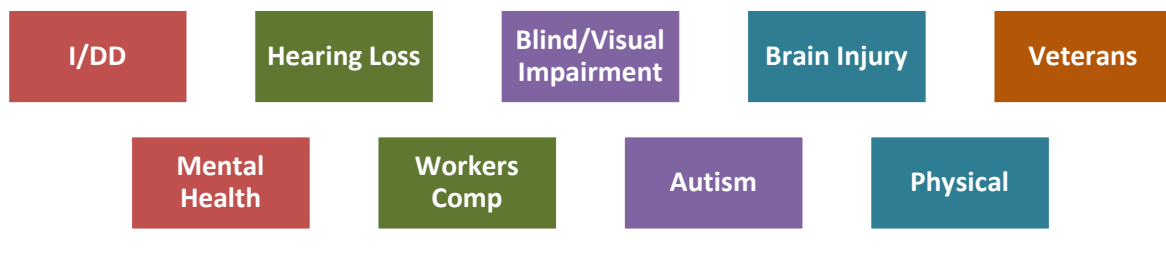 I/DD
Hearing Loss
Blind/Visual
Impairment
Brain Injury
Veterans
Mental
Health
Workers
Comp
Autism
Physical